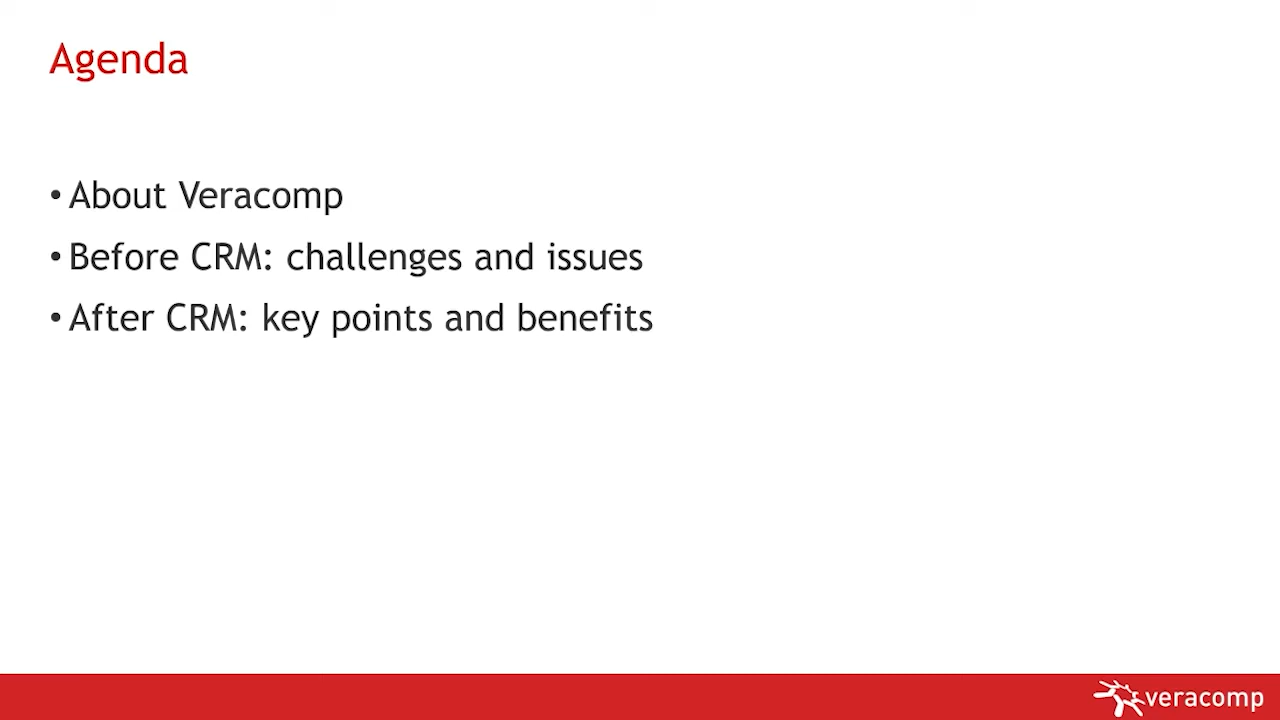 Agenda
• About Veracomp
• Before CRM: challenges and issues
• After CRM: key points and benefits
veracomp